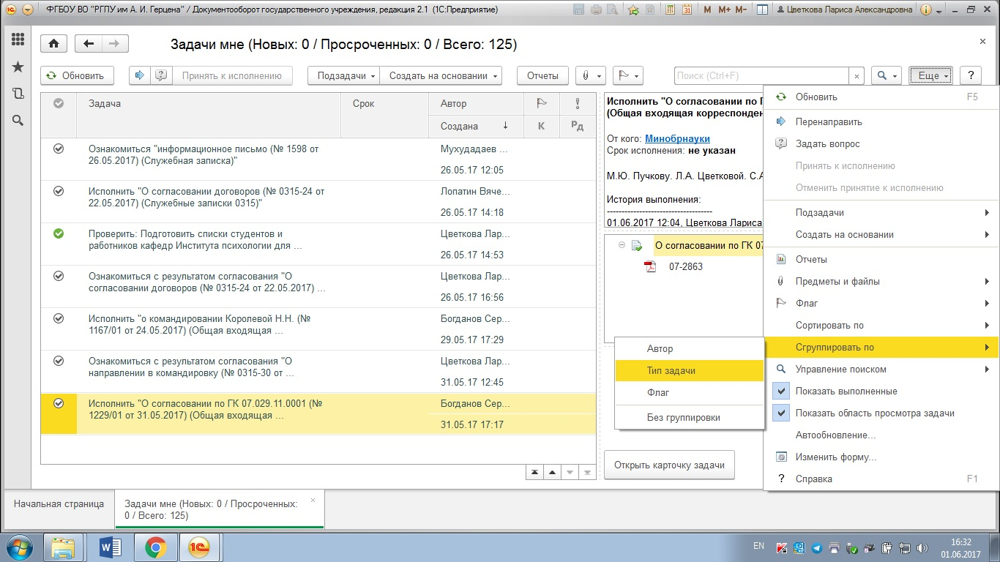 ФГБОУ ВО "РГПУ им А. И. Герцена" / Документооборот государственного учреждения, редакция 2.1 (1С:Предприятие)
M M+ M- Цветкова Лариса Александровна
Задачи мне (Новых: 0 / Просроченных: 0 / Всего: 125)
Обновить Принять к исполнению Подзадачи Создать на основании Отчеты Поиск (Ctrl+F) × Еще ?
Задача Срок Автор
Создана ↓ К Рд
Ознакомиться "информационное письмо (№ 1598 от
26.05.2017) (Служебная записка)"
Мухудадаев ...
26.05.17 12:05
Исполнить "О согласовании договоров (№ 0315-24 от
22.05.2017) (Служебные записки 0315)"
Лопатин Вяче...
26.05.17 14:18
Проверить: Подготовить списки студентов и
работников кафедр Института психологии для ...
Цветкова Лар...
26.05.17 14:53
Ознакомиться с результатом согласования "О
согласовании договоров (№ 0315-24 от 22.05.2017) ...
Цветкова Лар...
26.05.17 16:56
Исполнить "о командировании Королевой Н.Н. (№
1167/01 от 24.05.2017) (Общая входящая ...
Богданов Сер...
29.05.17 17:29
Ознакомиться с результатом согласования "О
направлении в командировку (№ 0315-30 от ...
Цветкова Лар...
31.05.17 12:45
Исполнить "О согласовании по ГК 07.029.11.0001 (№
1229/01 от 31.05.2017) (Общая входящая ...
Богданов Сер...
31.05.17 17:17
Исполнить "О согласовании по Г
(Общая входящая корреспонден
От кого: Минобрнауки
Срок исполнения: не указан
М.Ю. Пучкову. Л.А. Цветковой. С.А
История выполнения:
------------------------------------
01.06.2017 12:04, Цветкова Лариса
О согласовании по ГК 07.
07-2863
Открыть карточку задачи
Обновить F5
Перенаправить
Задать вопрос
Принять к исполнению
Отменить принятие к исполнению
Подзадачи
Создать на основании
Отчеты
Предметы и файлы
Флаг
Сортировать по
Сгруппировать по
Управление поиском
Показать выполненные
Показать область просмотра задачи
Автообновление...
Изменить форму...
? Справка F1
Автор
Тип задачи
Флаг
Без группировки
Начальная страница
Задачи мне (Новых: 0 / Просроченных:
0 / Всего: 125)
EN
16:32
01.06.2017